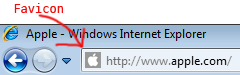 Favicon
Apple - Windows Internet Explorer
http://www.apple.com/